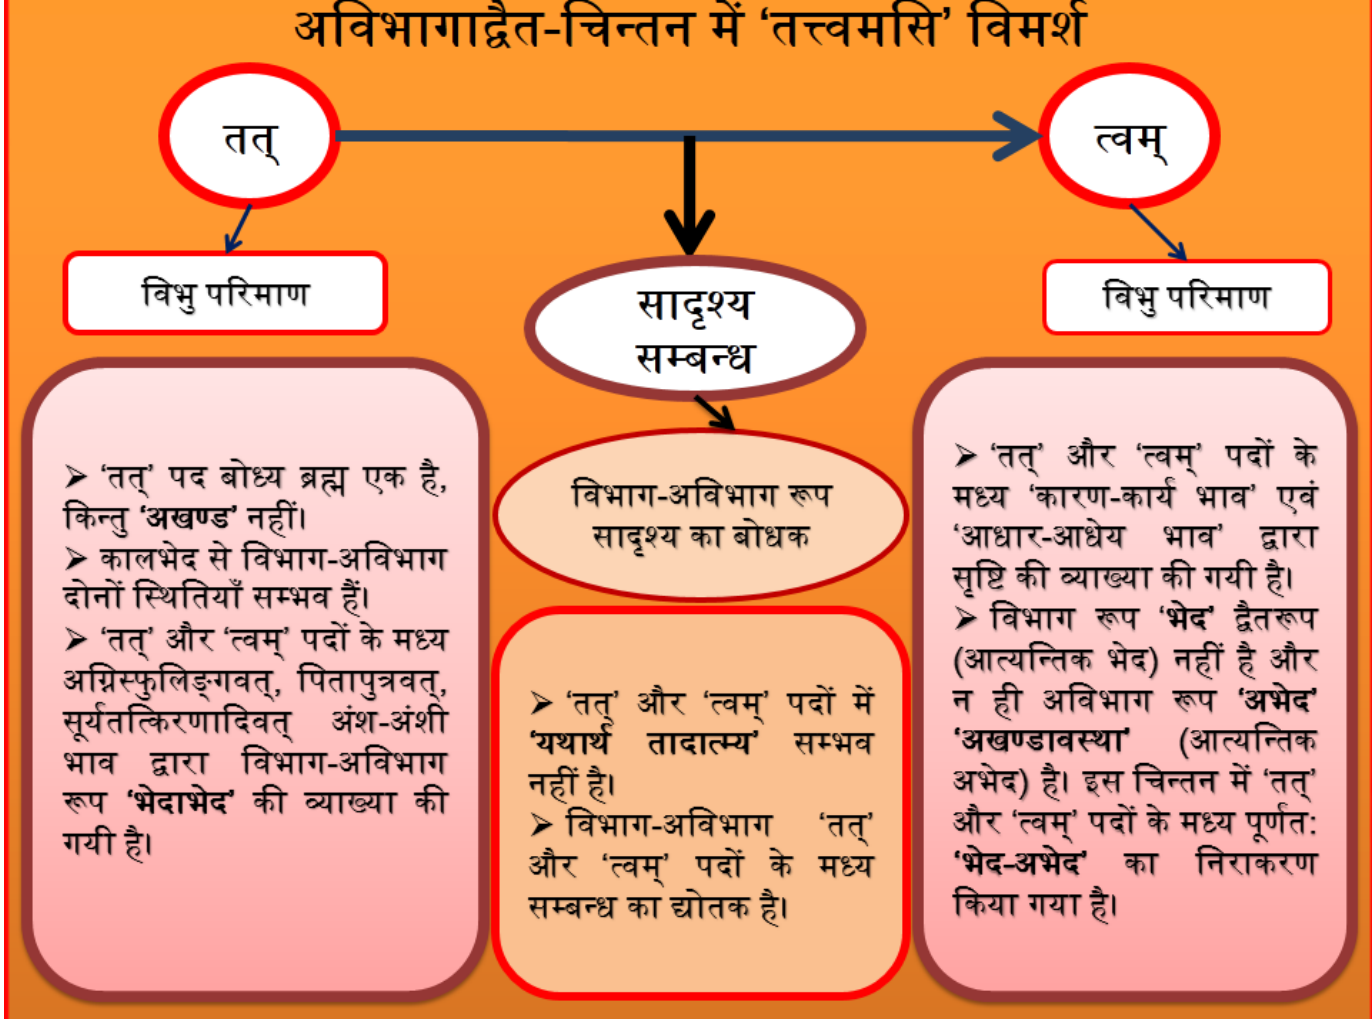 अविभागाद्वैत-चिन्तन में ‘तत्त्वमसि’ विमर्श
तत्
त्वम्
विभु परिमाण
सादृश्य
सम्बन्ध
विभु परिमाण
विभाग-अविभाग रूप
सादृश्य का बोधक
➢ ‘तत्’ पद बोध्य ब्रह्म एक है,
किन्तु ‘अखण्ड’ नहीं।
➢ कालभेद से विभाग-अविभाग
दोनों स्थितियाँ सम्भव हैं।
➢ ‘तत्’ और ‘त्वम्’ पदों के मध्य
अग्निस्फुलिङ्गवत्, पितापुत्रवत्,
सूर्यतत्किरणादिवत् अंश-अंशी
भाव द्वारा विभाग-अविभाग
रूप ‘भेदाभेद’ की व्याख्या की
गयी है।
➢ ‘तत्’ और ‘त्वम्’ पदों में
‘यथार्थ तादात्म्य’ सम्भव
नहीं है।
➢ विभाग-अविभाग ‘तत्’
और ‘त्वम्’ पदों के मध्य
सम्बन्ध का द्योतक है।
➢ ‘तत्’ और ‘त्वम्’ पदों के
मध्य ‘कारण-कार्य भाव’ एवं
‘आधार-आधेय भाव’ द्वारा
सृष्टि की व्याख्या की गयी है।
➢ विभाग रूप ‘भेद’ द्वैतरूप
(आत्यन्तिक भेद) नहीं है और
न ही अविभाग रूप ‘अभेद’
‘अखण्डावस्था’ (आत्यन्तिक
अभेद) है। इस चिन्तन में ‘तत्’
और ‘त्वम्’ पदों के मध्य पूर्णत:
‘भेद-अभेद’ का निराकरण
किया गया है।